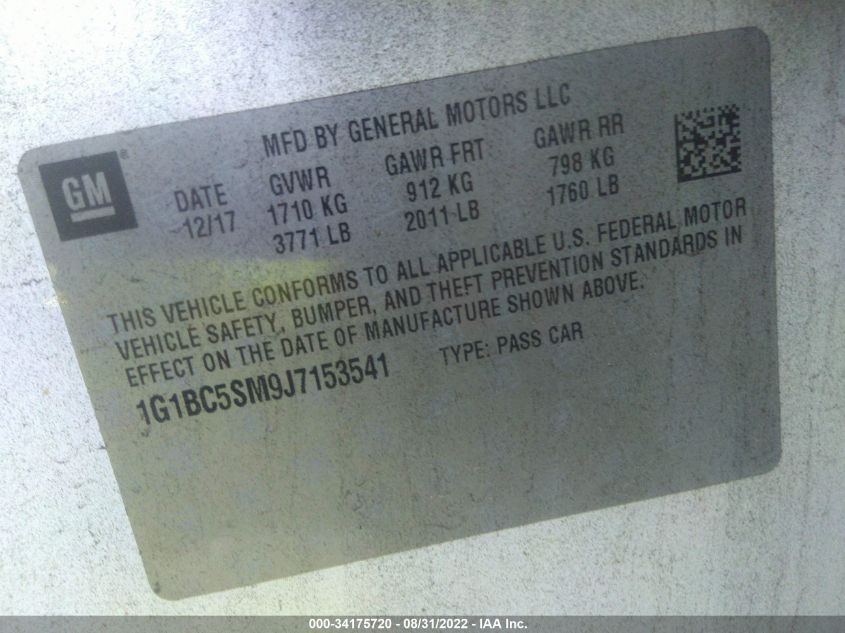 MFD BY GENERAL MOTORS LLC
GM®
DATE GVWR GAWR FRT GAWR RR
12/17 1710 KG 912 KG 798 KG
3771 LB 2011 LB 1760 LB
THIS VEHICLE CONFORMS TO ALL APPLICABLE U.S. FEDERAL MOTOR
VEHICLE SAFETY, BUMPER, AND THEFT PREVENTION STANDARDS IN
EFFECT ON THE DATE OF MANUFACTURE SHOWN ABOVE.
1G1BC5SM9J7153541 TYPE: PASS CAR
000-34175720 - 08/31/2022 - IAA Inc.